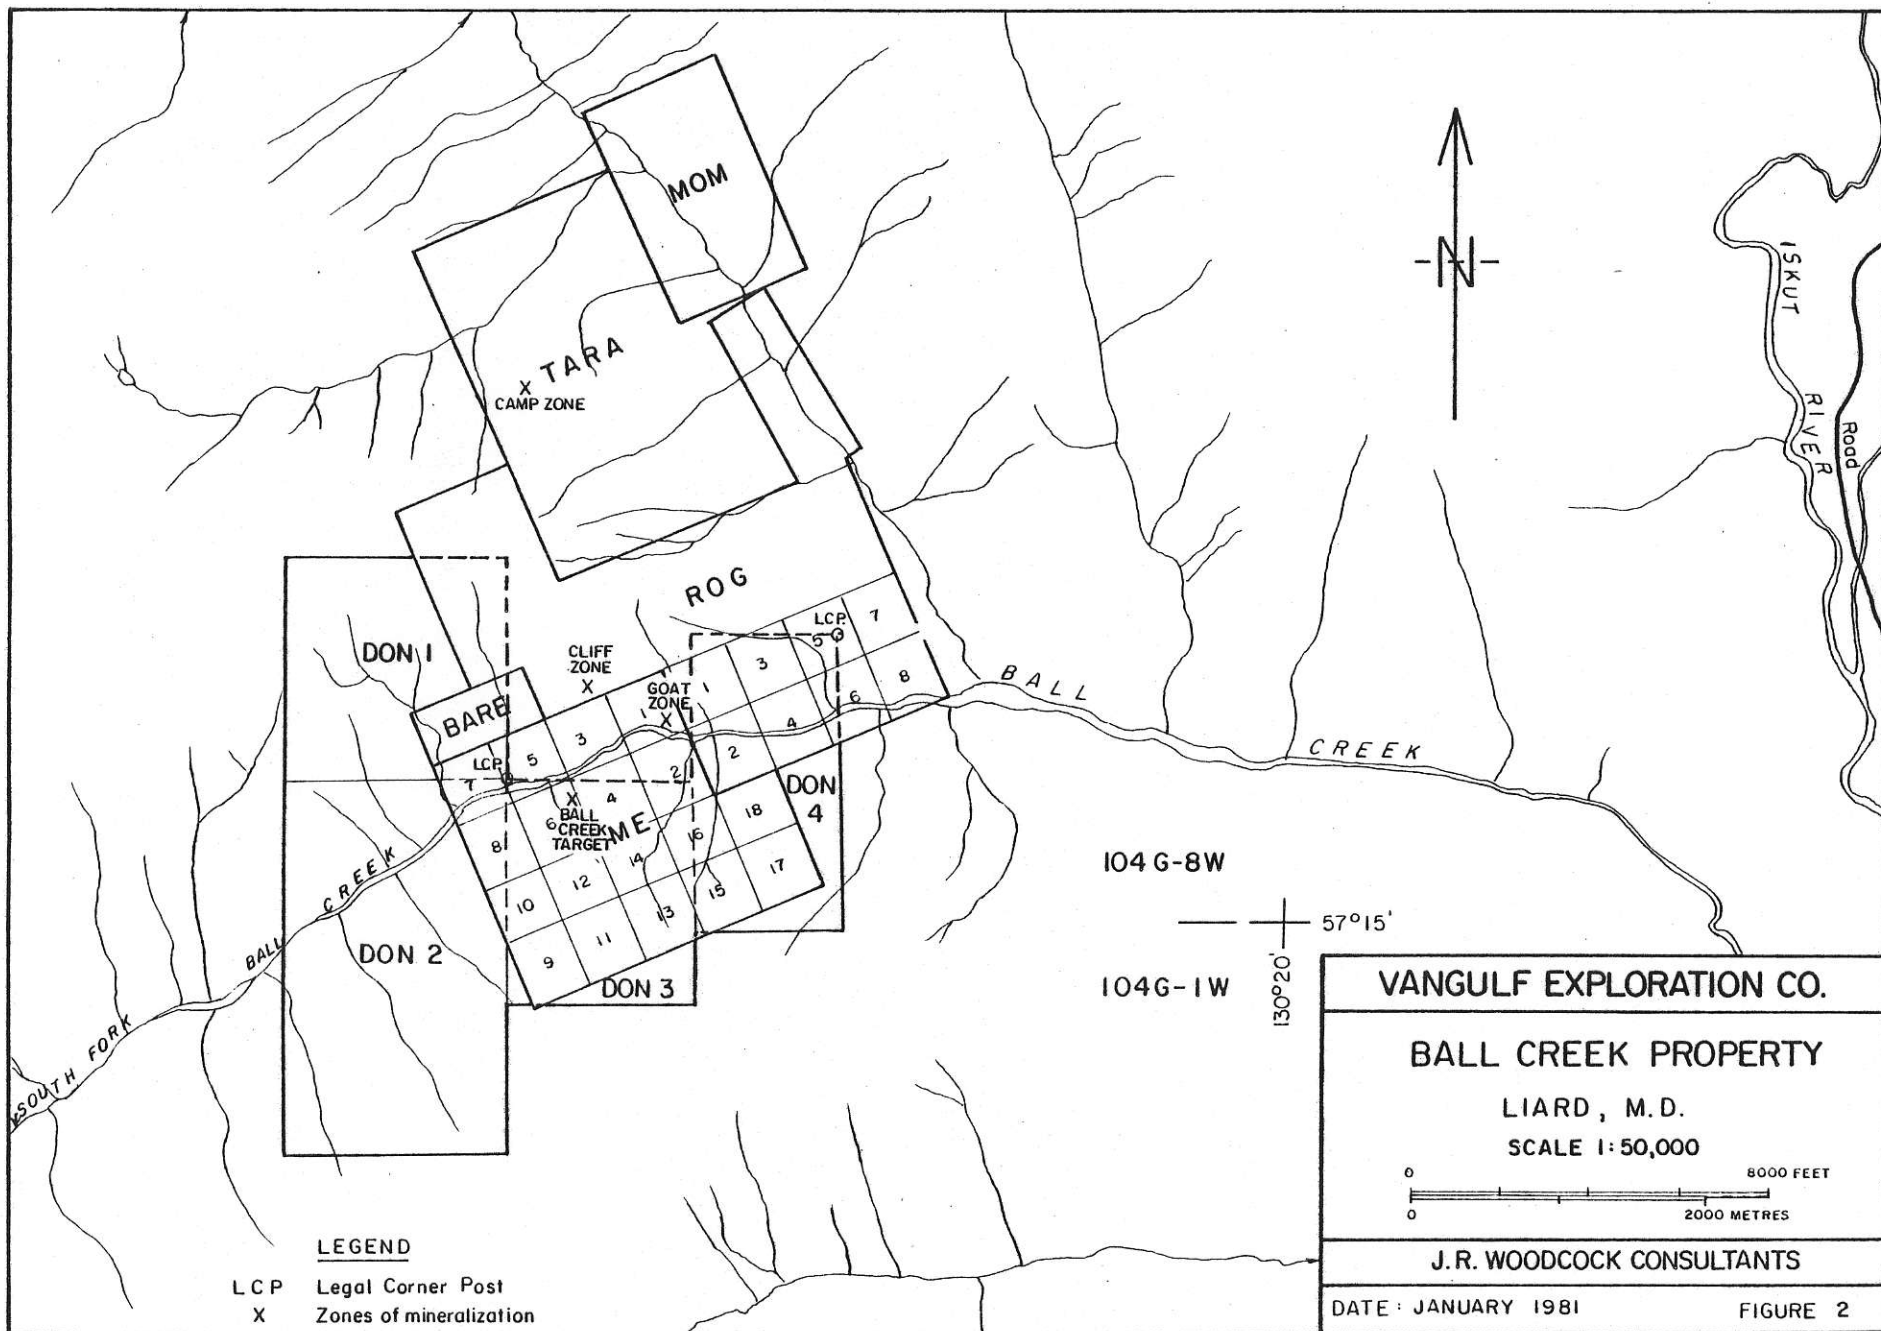 MOM
TARA
X
CAMP ZONE
N
ISKUT
RIVER
Road
ROG
DON 1
CLIFF
ZONE
X
GOAT
ZONE
X
L.C.P.
BARE
1
3
5
7
2
4
6
8
BALL
CREEK
7
5
3
1
8
6
4
2
L.C.P.
X
BALL
CREEK
TARGET
ME
10
12
14
16
18
9
11
13
15
17
DON
4
DON 2
DON 3
SOUTH FORK BALL CREEK
104 G-8W
57°15'
104G-1W
130°20'
LEGEND
L C P Legal Corner Post
X Zones of mineralization
VANGULF EXPLORATION CO.
BALL CREEK PROPERTY
LIARD, M.D.
SCALE 1:50,000
0 8000 FEET
0 2000 METRES
J.R. WOODCOCK CONSULTANTS
DATE: JANUARY 1981 FIGURE 2